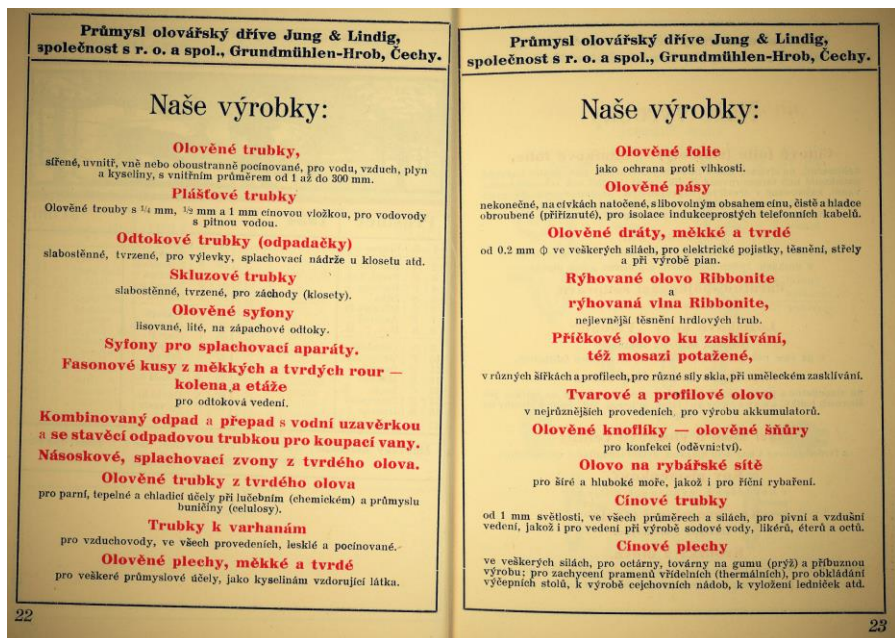 Průmysl olovářský dříve Jung & Lindig,
společnost s r. o. a spol., Grundmühlen-Hrob, Čechy.
Naše výrobky:
Olověné trubky,
sířené, uvnitř, vně nebo oboustranně pocínované, pro vodu, vzduch, plyn
a kyseliny, s vnitřním průměrem od 1 až do 300 mm.
Plášťové trubky
Olověné trouby s 1/4 mm, 1/2 mm a 1 mm cínovou vložkou, pro vodovody
s pitnou vodou.
Odtokové trubky (odpadačky)
slabostěnné, tvrzené, pro výlevky, splachovací nádrže u klosetu atd.
Skluzové trubky
slabostěnné, tvrzené, pro záchody (klosety).
Olověné syfony
lisované, lité, na zápachové odtoky.
Syfony pro splachovací aparáty.
Fasonové kusy z měkkých a tvrdých rour —
kolena a etáže
pro odtoková vedení.
Kombinovaný odpad a přepad s vodní uzavěrkou
a se stavěcí odpadovou trubkou pro koupací vany.
Násoskové, splachovací zvony z tvrdého olova.
Olověné trubky z tvrdého olova
pro parní, tepelné a chladicí účely při lučebním (chemickém) a průmyslu
buničiny (celulosy).
Trubky k varhanám
pro vzduchovody, ve všech provedeních, lesklé a pocínované.
Olověné plechy, měkké a tvrdé
pro veškeré průmyslové účely, jako kyselinám vzdorující látka.
22
Průmysl olovářský dříve Jung & Lindig,
společnost s r. o. a spol., Grundmühlen-Hrob, Čechy.
Naše výrobky:
Olověné folie
jako ochrana proti vlhkosti.
Olověné pásy
nekonečné, na cívkách natočené, s libovolným obsahem cínu, čistě a hladce
obroubené (přiříznuté), pro isolace indukceprostých telefonních kabelů.
Olověné dráty, měkké a tvrdé
od 0.2 mm ϕ ve veškerých silách, pro elektrické pojistky, těsnění, střely
a při výrobě pian.
Rýhované olovo Ribbonite
a
rýhovaná vlna Ribbonite,
nejlevnější těsnění hrdlových trub.
Příčkové olovo ku zasklívání,
též mosazi potažené,
v různých šířkách a profilech, pro různé síly skla, při uměleckém zasklívání.
Tvarové a profilové olovo
v nejrůznějších provedeních, pro výrobu akkumulatorů.
Olověné knoflíky — olověné šňůry
pro konfekci (oděvnictví).
Olovo na rybářské sítě
pro šíré a hluboké moře, jakož i pro říční rybaření.
Cínové trubky
od 1 mm světlosti, ve všech průměrech a silách, pro pivní a vzdušní
vedení, jakož i pro vedení při výrobě sodové vody, likérů, éterů a octů.
Cínové plechy
ve veškerých silách, pro octárny, továrny na gumu (prýž) a příbuznou
výrobu; pro zachycení pramenů vřídelních (thermálních), pro obkládání
výčepních stolů, k výrobě cejchovních nádob, k vyložení ledniček atd.
23